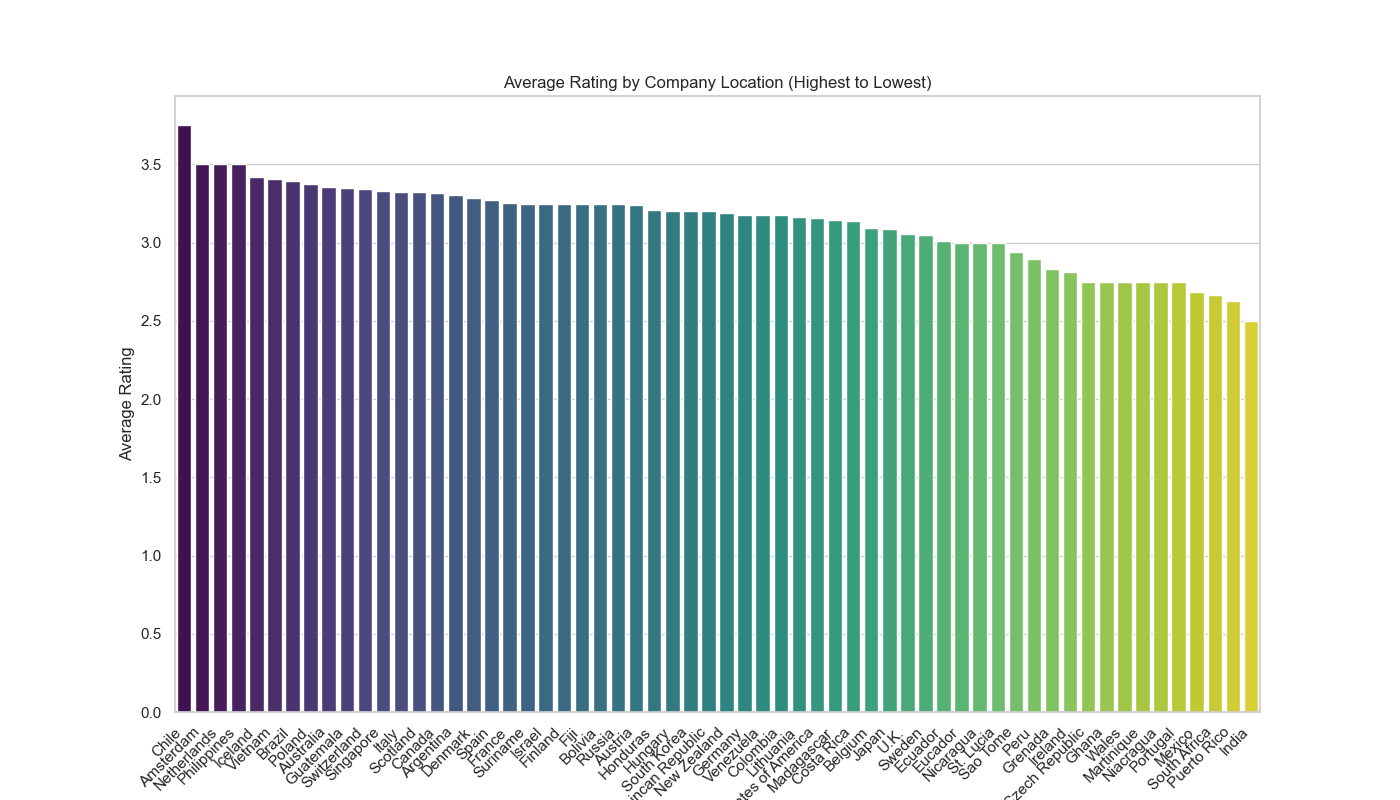 Average Rating by Company Location (Highest to Lowest)
Average Rating
3.5
3.0
2.5
2.0
1.5
1.0
0.5
0.0
Chile
Amsterdam
Netherlands
Philippines
Iceland
Vietnam
Brazil
Poland
Australia
Guatemala
Switzerland
Singapore
Italy
Scotland
Canada
Argentina
Denmark
Spain
France
Suriname
Israel
Finland
Fiji
Bolivia
Russia
Austria
Honduras
Hungary
South Korea
Republic
New Zealand
Germany
Venezuela
Colombia
Lithuania
of America
Madagascar
Costa Rica
Belgium
Japan
U.K.
Sweden
Ecuador
Eucador
Nicaragua
St. Lucia
Sao Tome
Peru
Grenada
Ireland
Czech Republic
Ghana
Wales
Martinique
Niacragua
Portugal
Mexico
South Africa
Puerto Rico
India